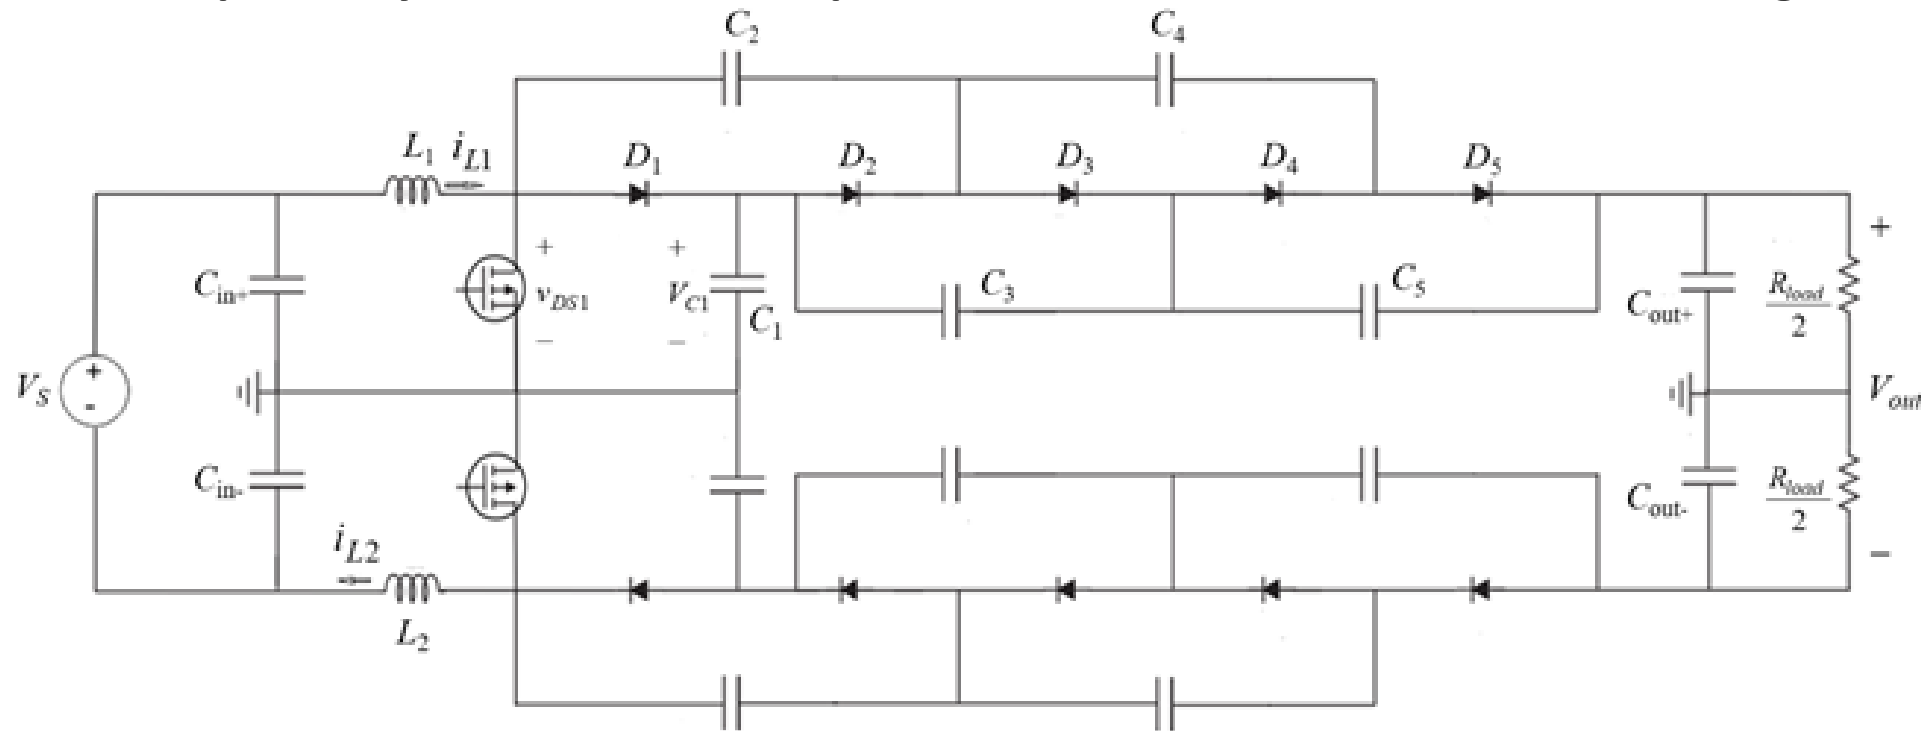 C2 C4
L1 iL1 D1 D2 D3 D4 D5
+ + +
Cin+ vDS1 VC1 C1 C3 C5 Cout+ Rload/2
− −
VS + - Vout
Cin- Cout- Rload/2
iL2 −
L2